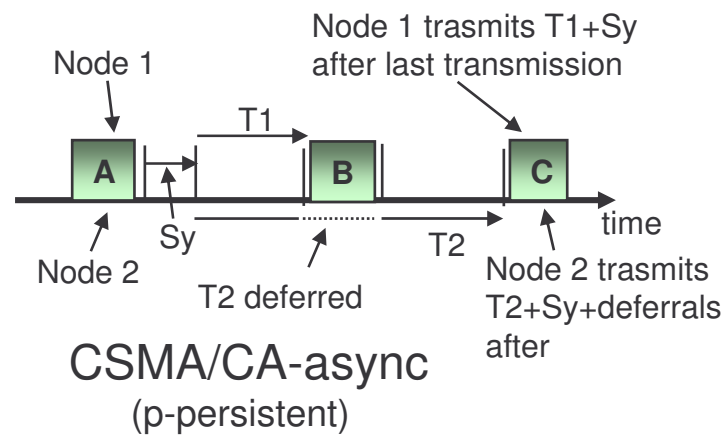 Node 1 trasmits T1+Sy
after last transmission
Node 1
T1
A
B
C
Sy
time
T2
Node 2
T2 deferred
Node 2 trasmits
T2+Sy+deferrals
after
CSMA/CA-async
(p-persistent)